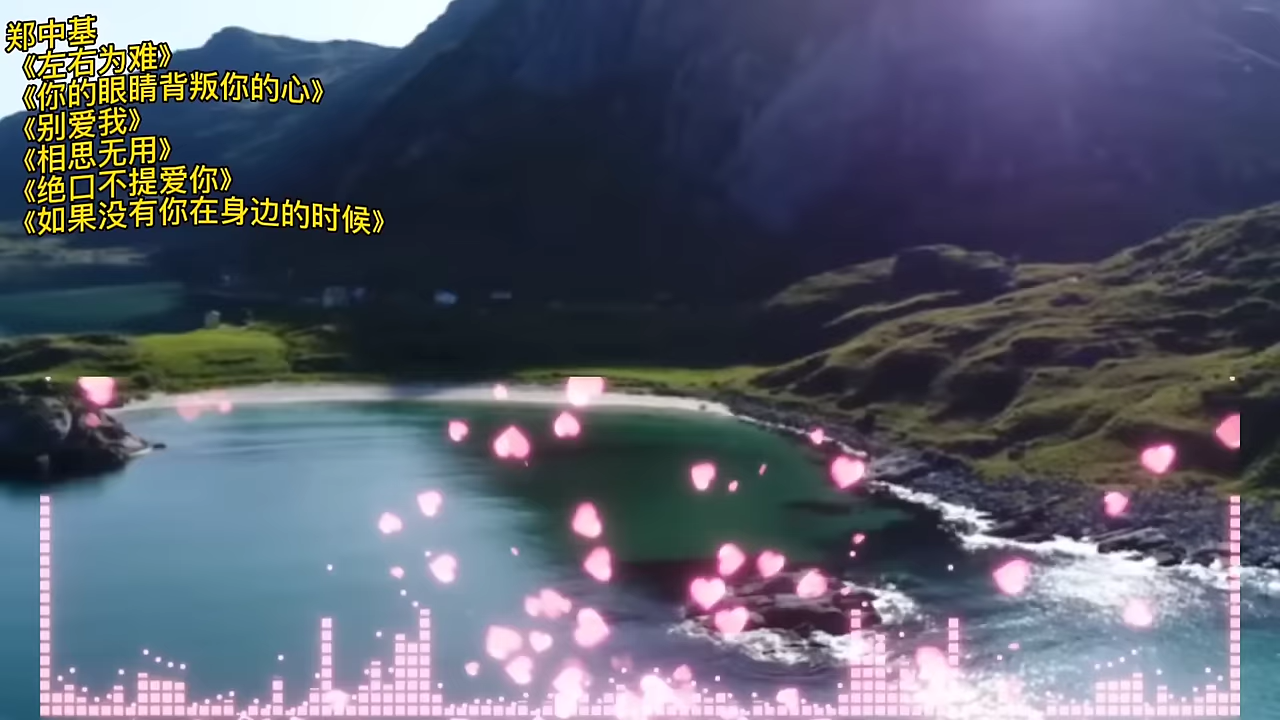 郑中基
《左右为难》
《你的眼睛背叛你的心》
《别爱我》
《相思无用》
《绝口不提爱你》
《如果没有你在身边的时候》